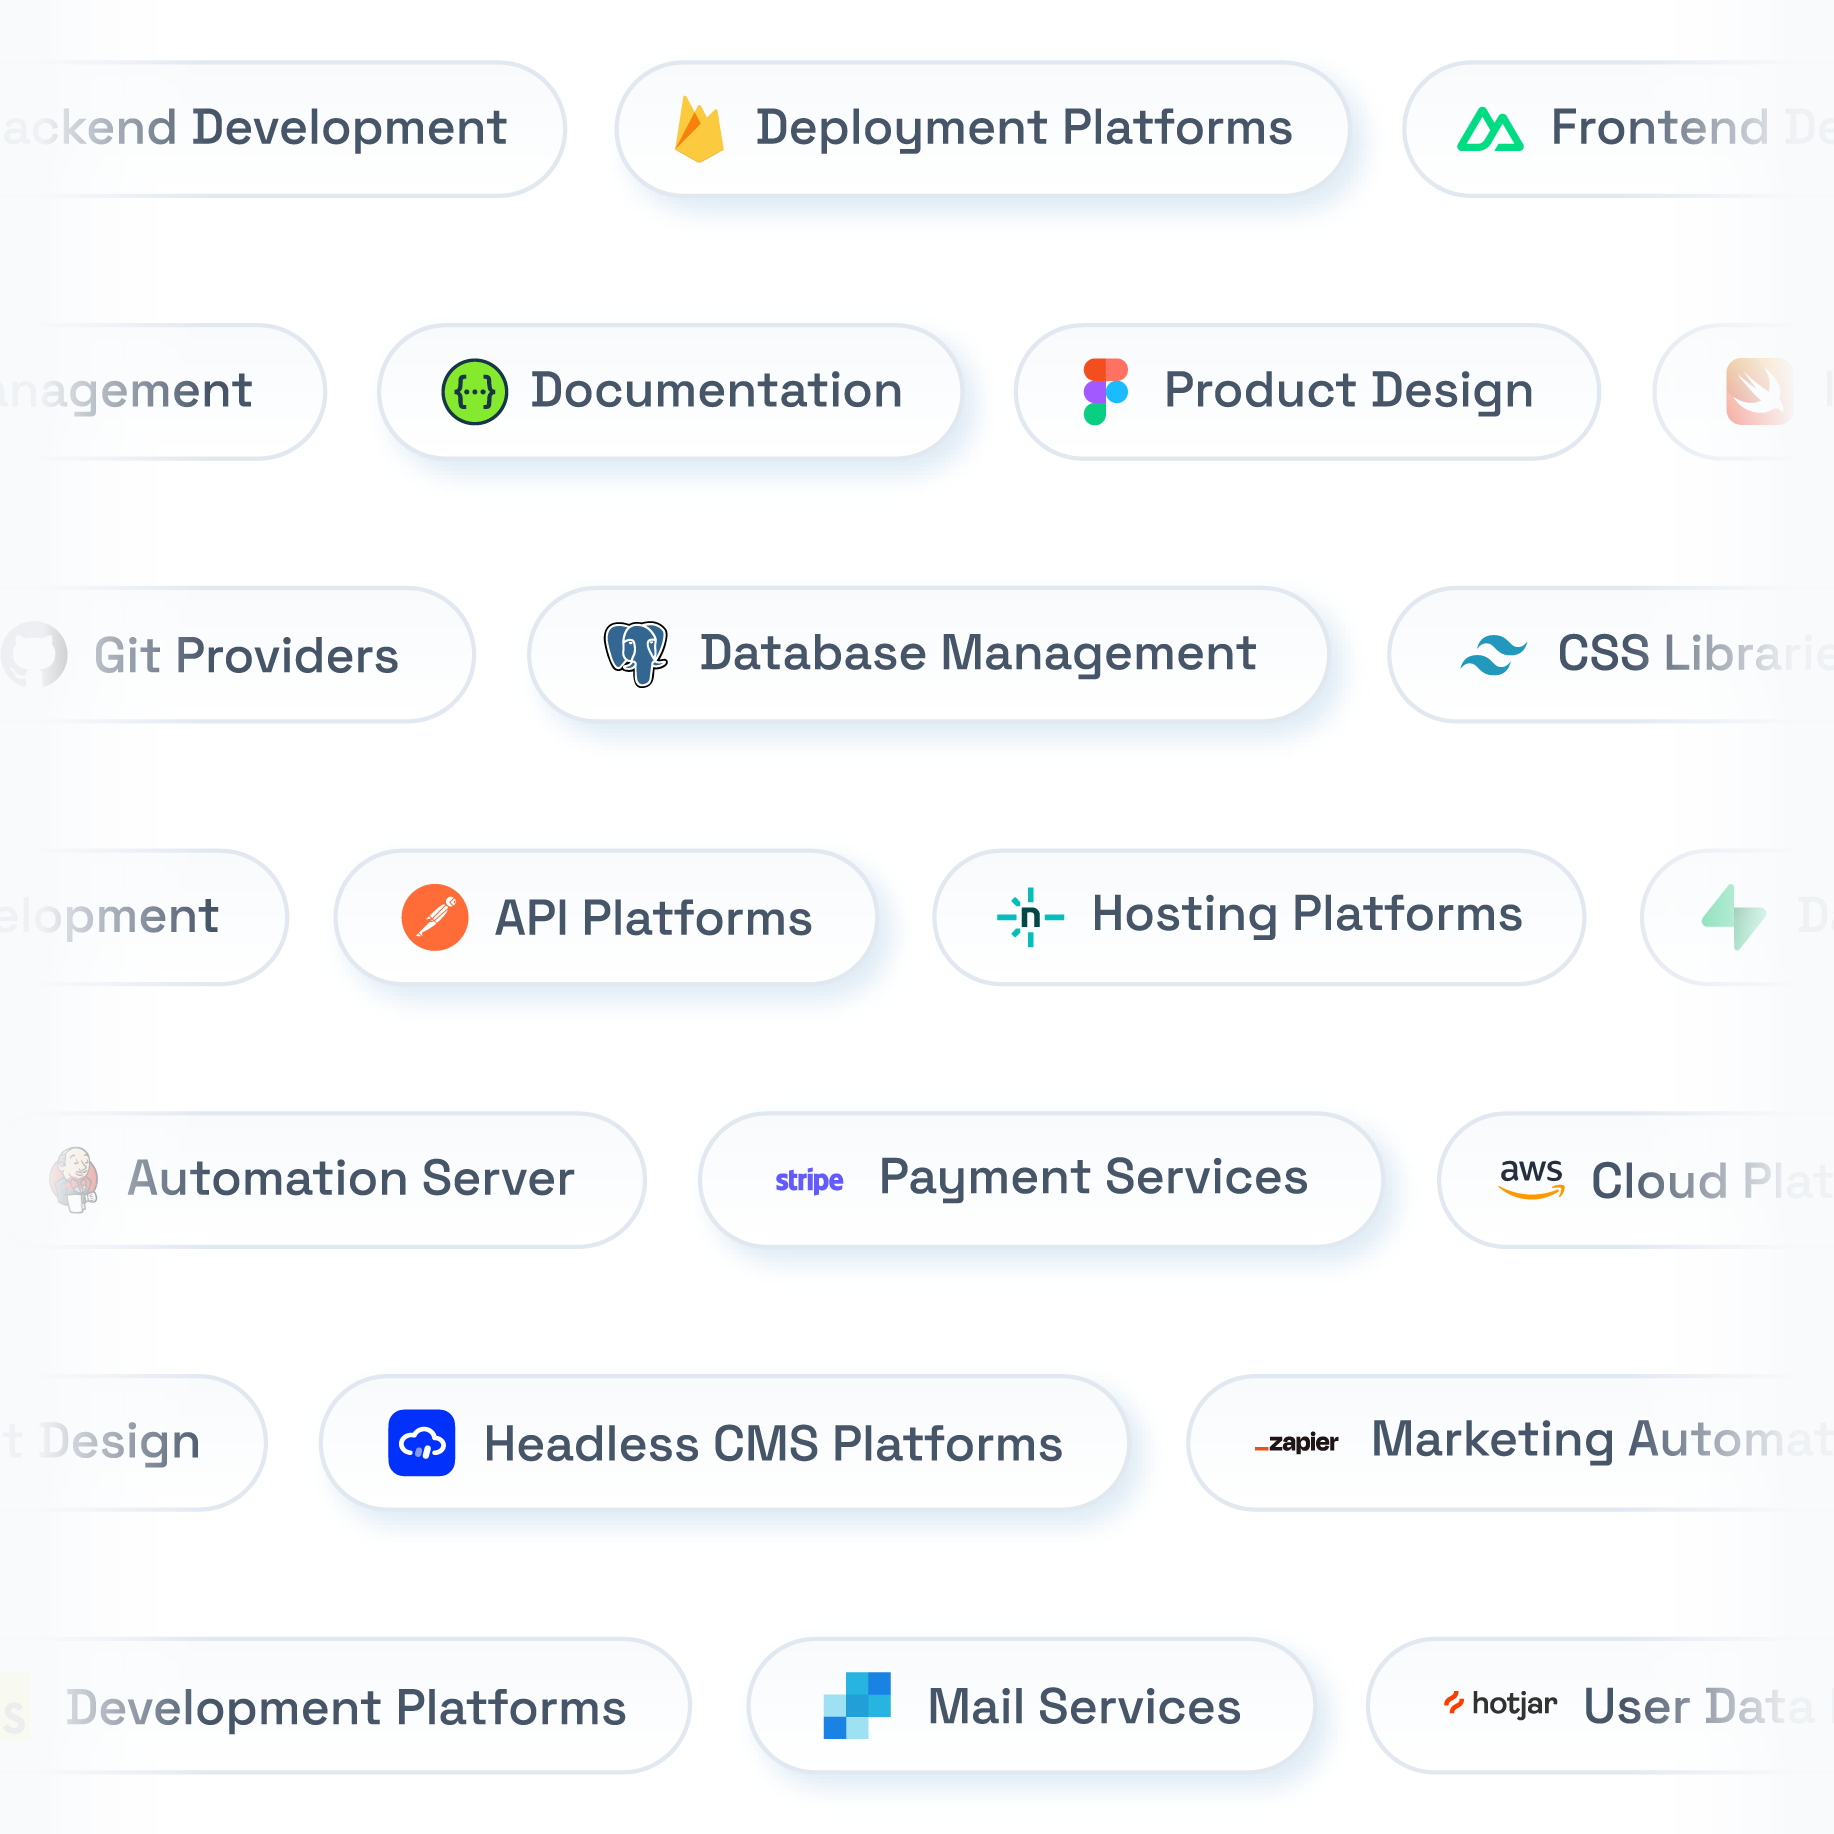 ackend Development
Deployment Platforms
Frontend De
nagement
Documentation
Product Design
Git Providers
Database Management
CSS Librarie
elopment
API Platforms
n
Hosting Platforms
D
Automation Server
stripe
Payment Services
aws
Cloud Plat
t Design
Headless CMS Platforms
_zapier
Marketing Automat
s
Development Platforms
Mail Services
hotjar
User Data